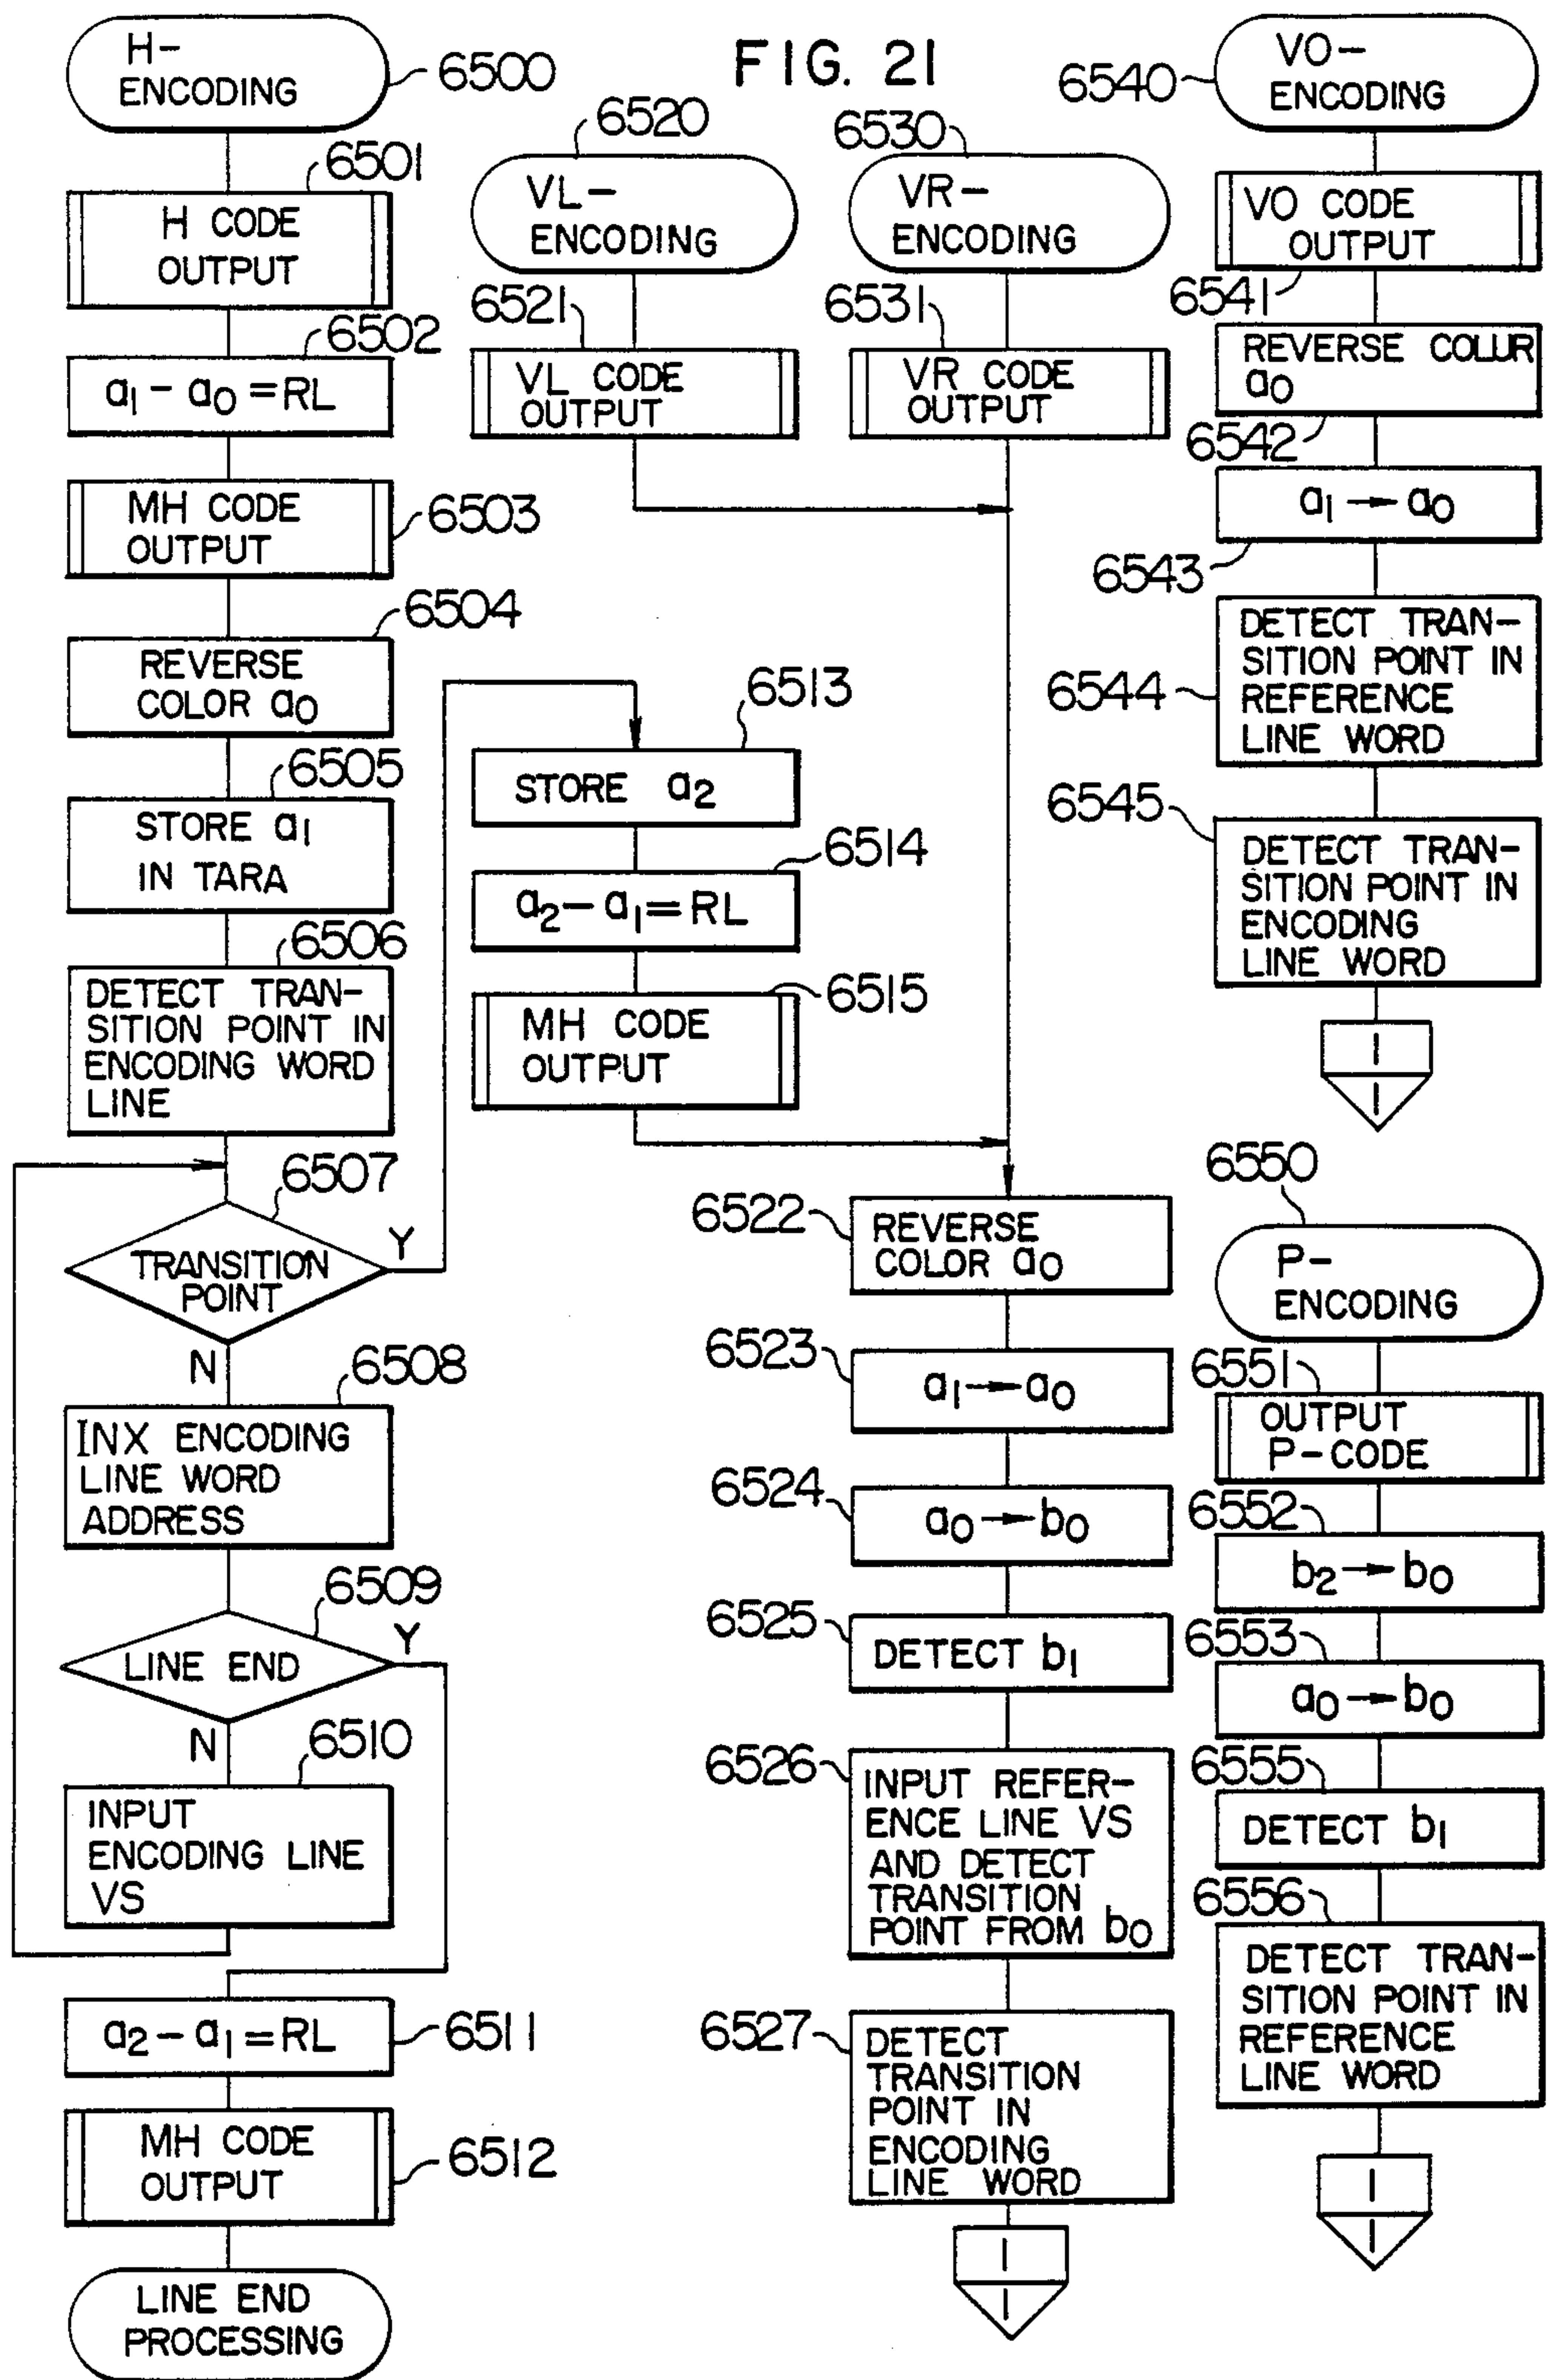 FIG. 21
H-
ENCODING
6500
6501
H CODE
OUTPUT
6502
a1 - a0 = RL
MH CODE
OUTPUT
6503
6504
REVERSE
COLOR a0
6505
STORE a1
IN TARA
6506
DETECT TRAN-
SITION POINT IN
ENCODING WORD
LINE
6507
TRANSITION
POINT
Y
N
6508
INX ENCODING
LINE WORD
ADDRESS
6509
LINE END
Y
N
6510
INPUT
ENCODING LINE
VS
a2 - a1 = RL
6511
MH CODE
OUTPUT
6512
LINE END
PROCESSING
6520
VL-
ENCODING
6521
VL CODE
OUTPUT
6513
STORE a2
6514
a2 - a1 = RL
6515
MH CODE
OUTPUT
6530
VR-
ENCODING
6531
VR CODE
OUTPUT
6522
REVERSE
COLOR a0
6523
a1 → a0
6524
a0 → b0
6525
DETECT b1
6526
INPUT REFER-
ENCE LINE VS
AND DETECT
TRANSITION
POINT FROM b0
6527
DETECT
TRANSITION
POINT IN
ENCODING
LINE WORD
I
I
6540
VO-
ENCODING
VO CODE
OUTPUT
6541
REVERSE COLUR
a0
6542
a1 → a0
6543
6544
DETECT TRAN-
SITION POINT IN
REFERENCE
LINE WORD
6545
DETECT TRAN-
SITION POINT IN
ENCODING
LINE WORD
I
I
6550
P-
ENCODING
6551
OUTPUT
P-CODE
6552
b2 → b0
6553
a0 → b0
6555
DETECT b1
6556
DETECT TRAN-
SITION POINT IN
REFERENCE
LINE WORD
I
I